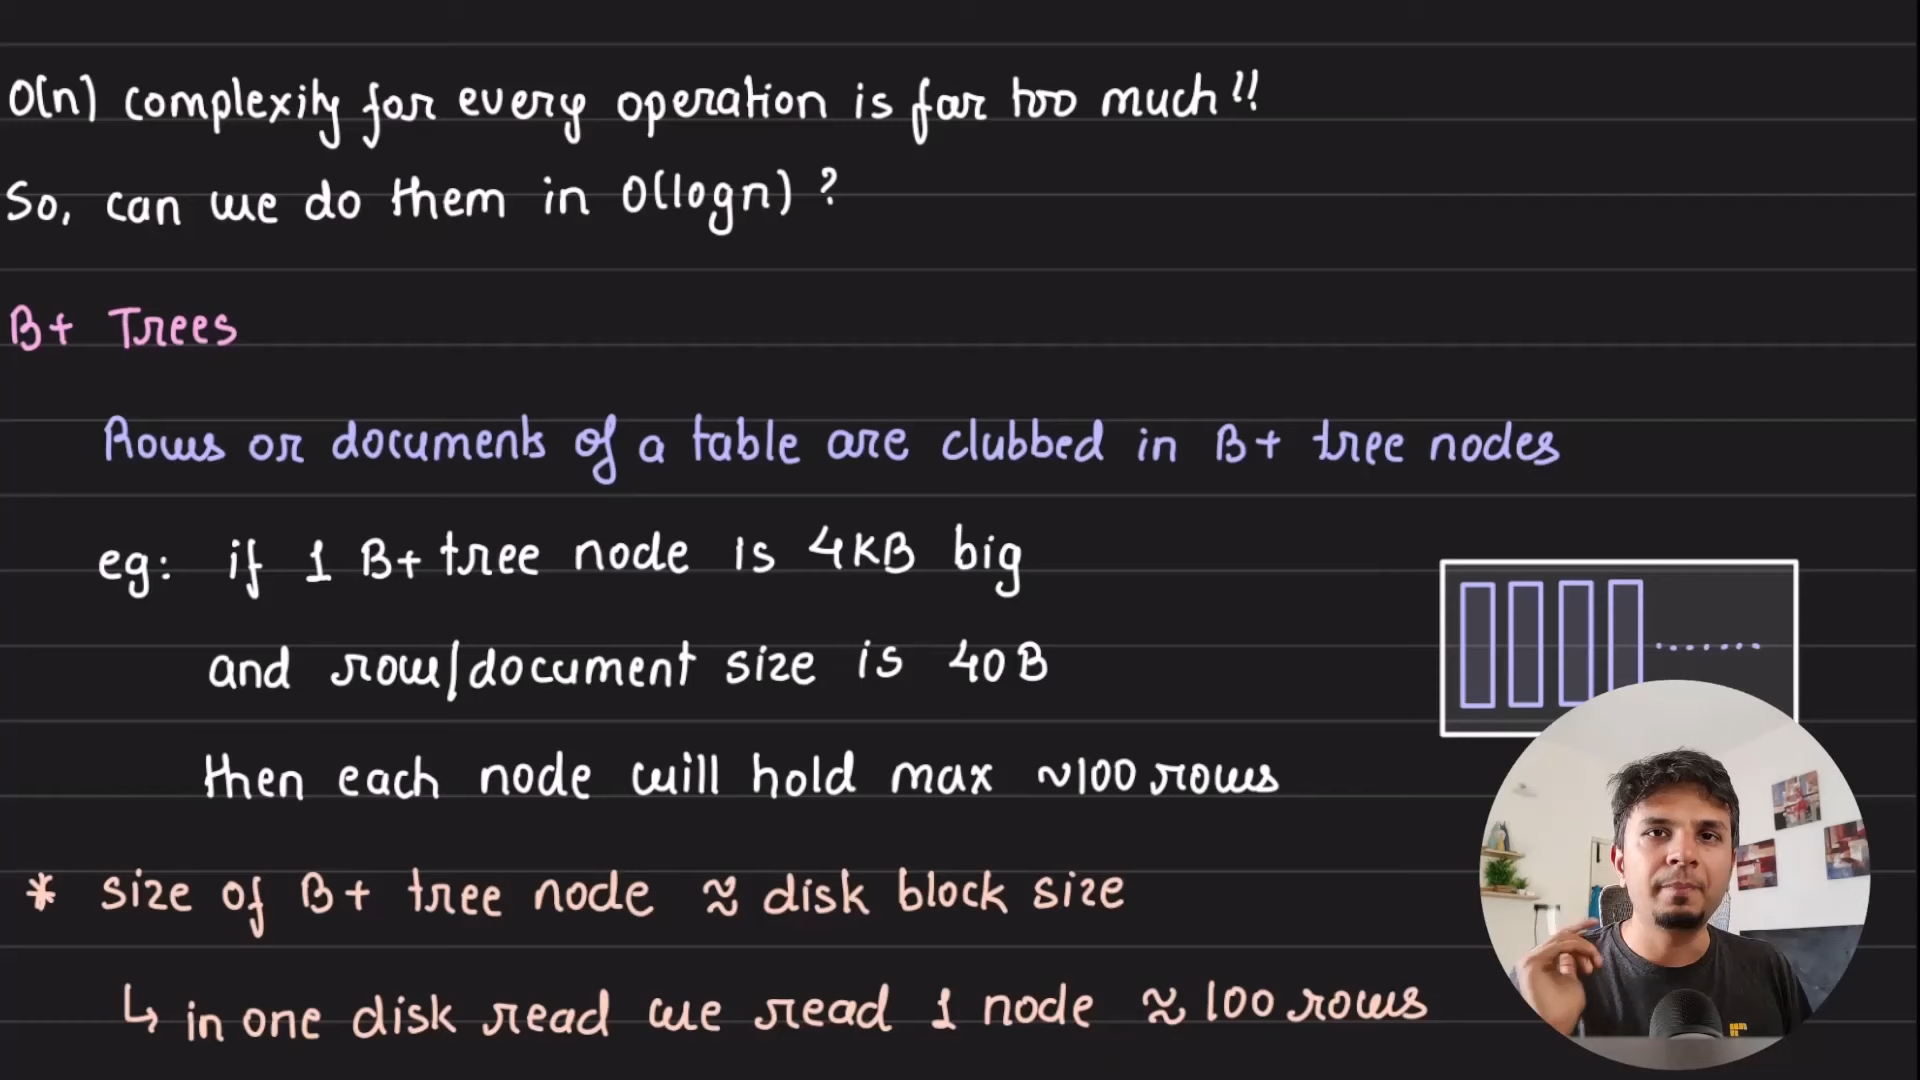 O(n) complexity for every operation is far too much!!
So, can we do them in O(logn) ?
B+ Trees
Rows or documents of a table are clubbed in B+ tree nodes
eg: if 1 B+ tree node is 4KB big
and row/document size is 40B
then each node will hold max ~100 rows
* size of B+ tree node ≈ disk block size
↳ in one disk read we read 1 node ≈ 100 rows